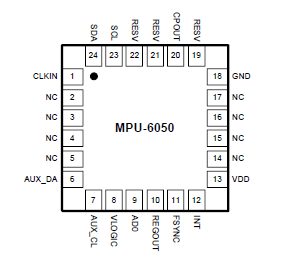 SDA
SCL
RESV
RESV
CPOUT
RESV
24
23
22
21
20
19
CLKIN 1
18 GND
NC 2
17 NC
NC 3
16 NC
MPU-6050
NC 4
15 NC
NC 5
14 NC
AUX_DA 6
13 VDD
7
8
9
10
11
12
AUX_CL
VLOGIC
AD0
REGOUT
FSYNC
INT